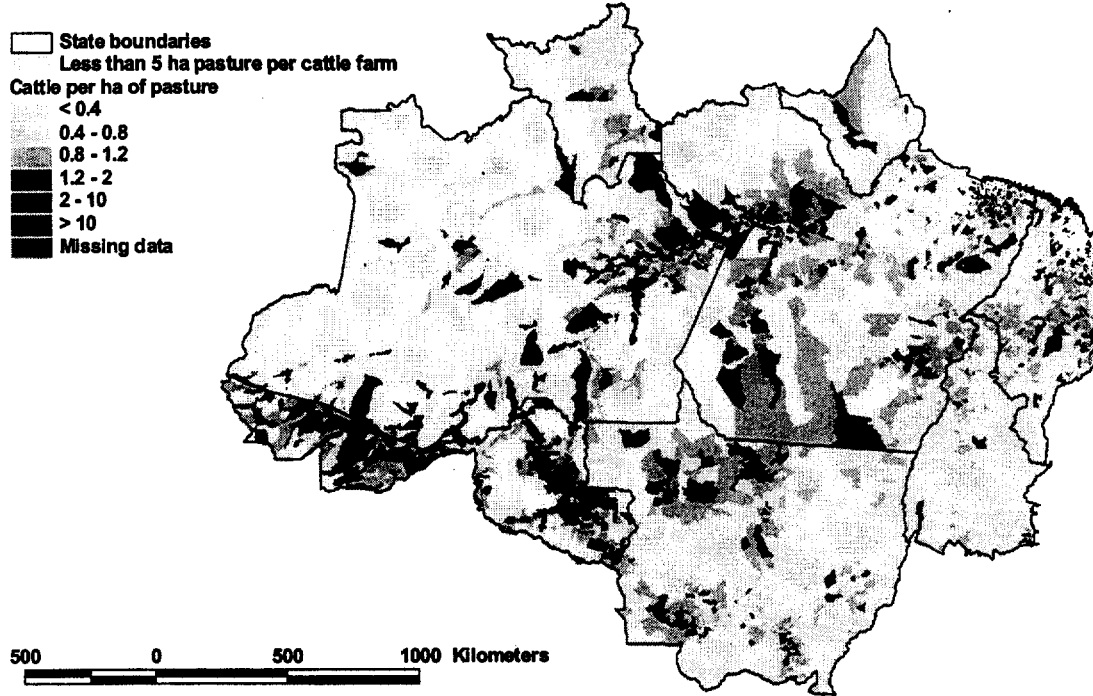 State boundaries
Less than 5 ha pasture per cattle farm
Cattle per ha of pasture
< 0.4
0.4 - 0.8
0.8 - 1.2
1.2 - 2
2 - 10
> 10
Missing data
500 0 500 1000 Kilometers